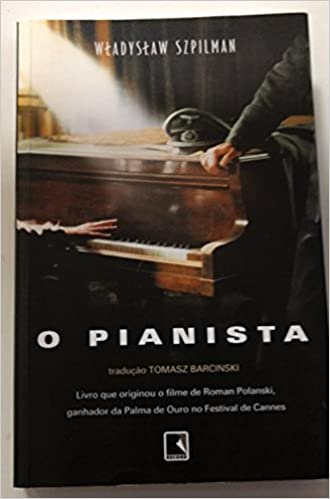 WŁADYSŁAW SZPILMAN
O PIANISTA
tradução TOMASZ BARCINSKI
Livro que originou o filme de Roman Polanski,
ganhador da Palma de Ouro no Festival de Cannes
RECORD